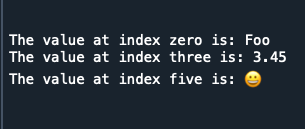 The value at index zero is: Foo
The value at index three is: 3.45
The value at index five is: 😀